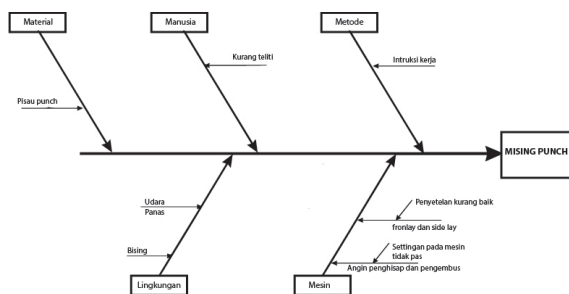 Material
Manusia
Metode
Kurang teliti
Intruksi kerja
Pisau punch
MISING PUNCH
Udara
Panas
Penyetelan kurang baik
fronlay dan side lay
Bising
Settingan pada mesin
tidak pas
Angin penghisap dan pengembus
Lingkungan
Mesin